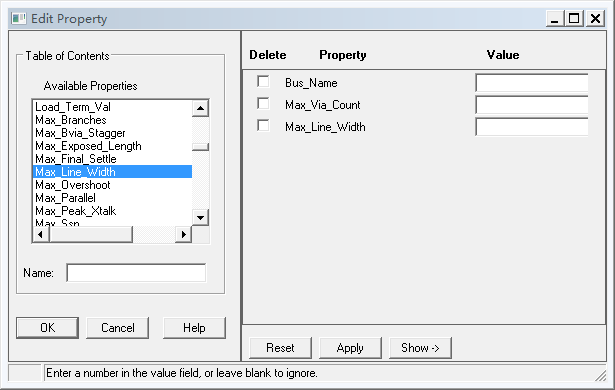 Edit Property
Table of Contents
Available Properties
Load_Term_Val
Max_Branches
Max_Bvia_Stagger
Max_Exposed_Length
Max_Final_Settle
Max_Line_Width
Max_Overshoot
Max_Parallel
Max_Peak_Xtalk
Max_Ssn
Name:
OK Cancel Help
Delete Property Value
Bus_Name
Max_Via_Count
Max_Line_Width
Reset Apply Show ->
Enter a number in the value field, or leave blank to ignore.